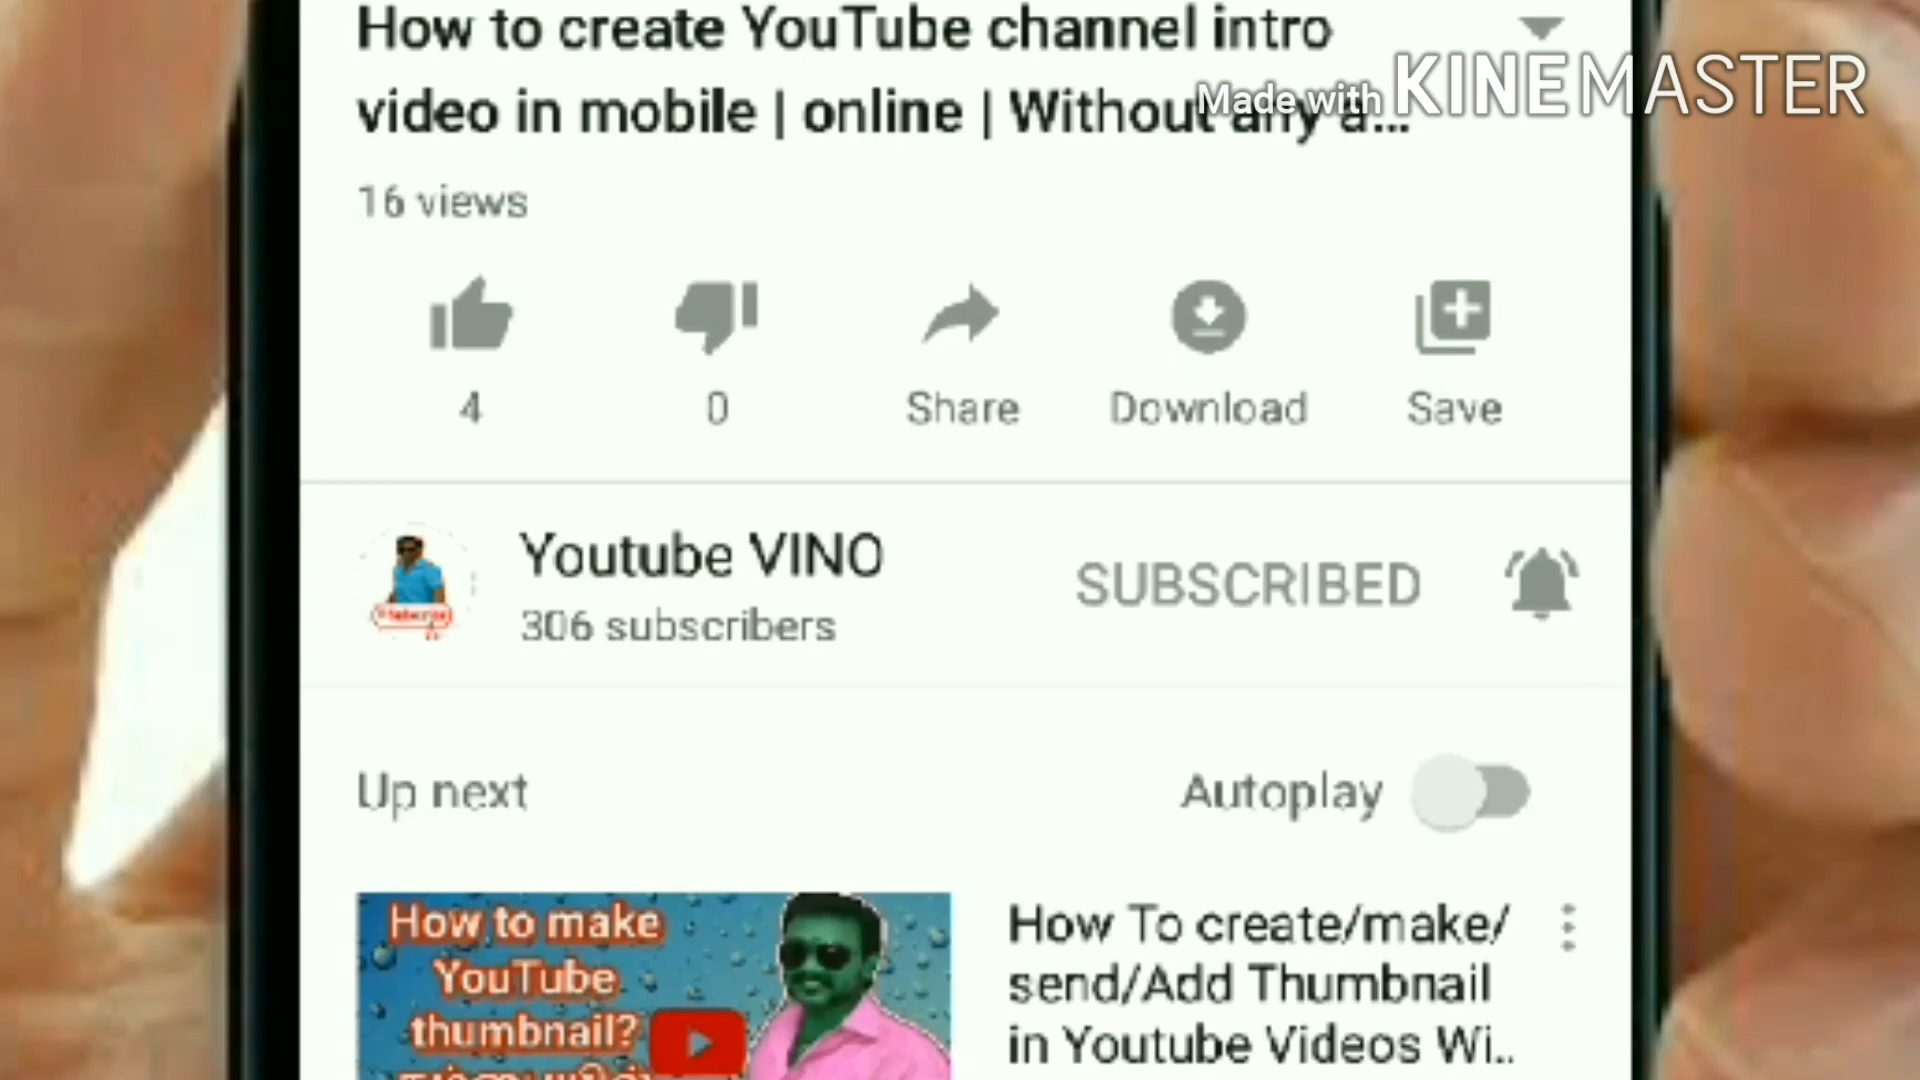 How to create YouTube channel intro
video in mobile | online | Without any a...
Made with KINEMASTER
16 views
4
0
Share
Download
Save
Youtube VINO
306 subscribers
SUBSCRIBED
Up next
Autoplay
How to make
YouTube
thumbnail?
How To create/make/
send/Add Thumbnail
in Youtube Videos Wi..